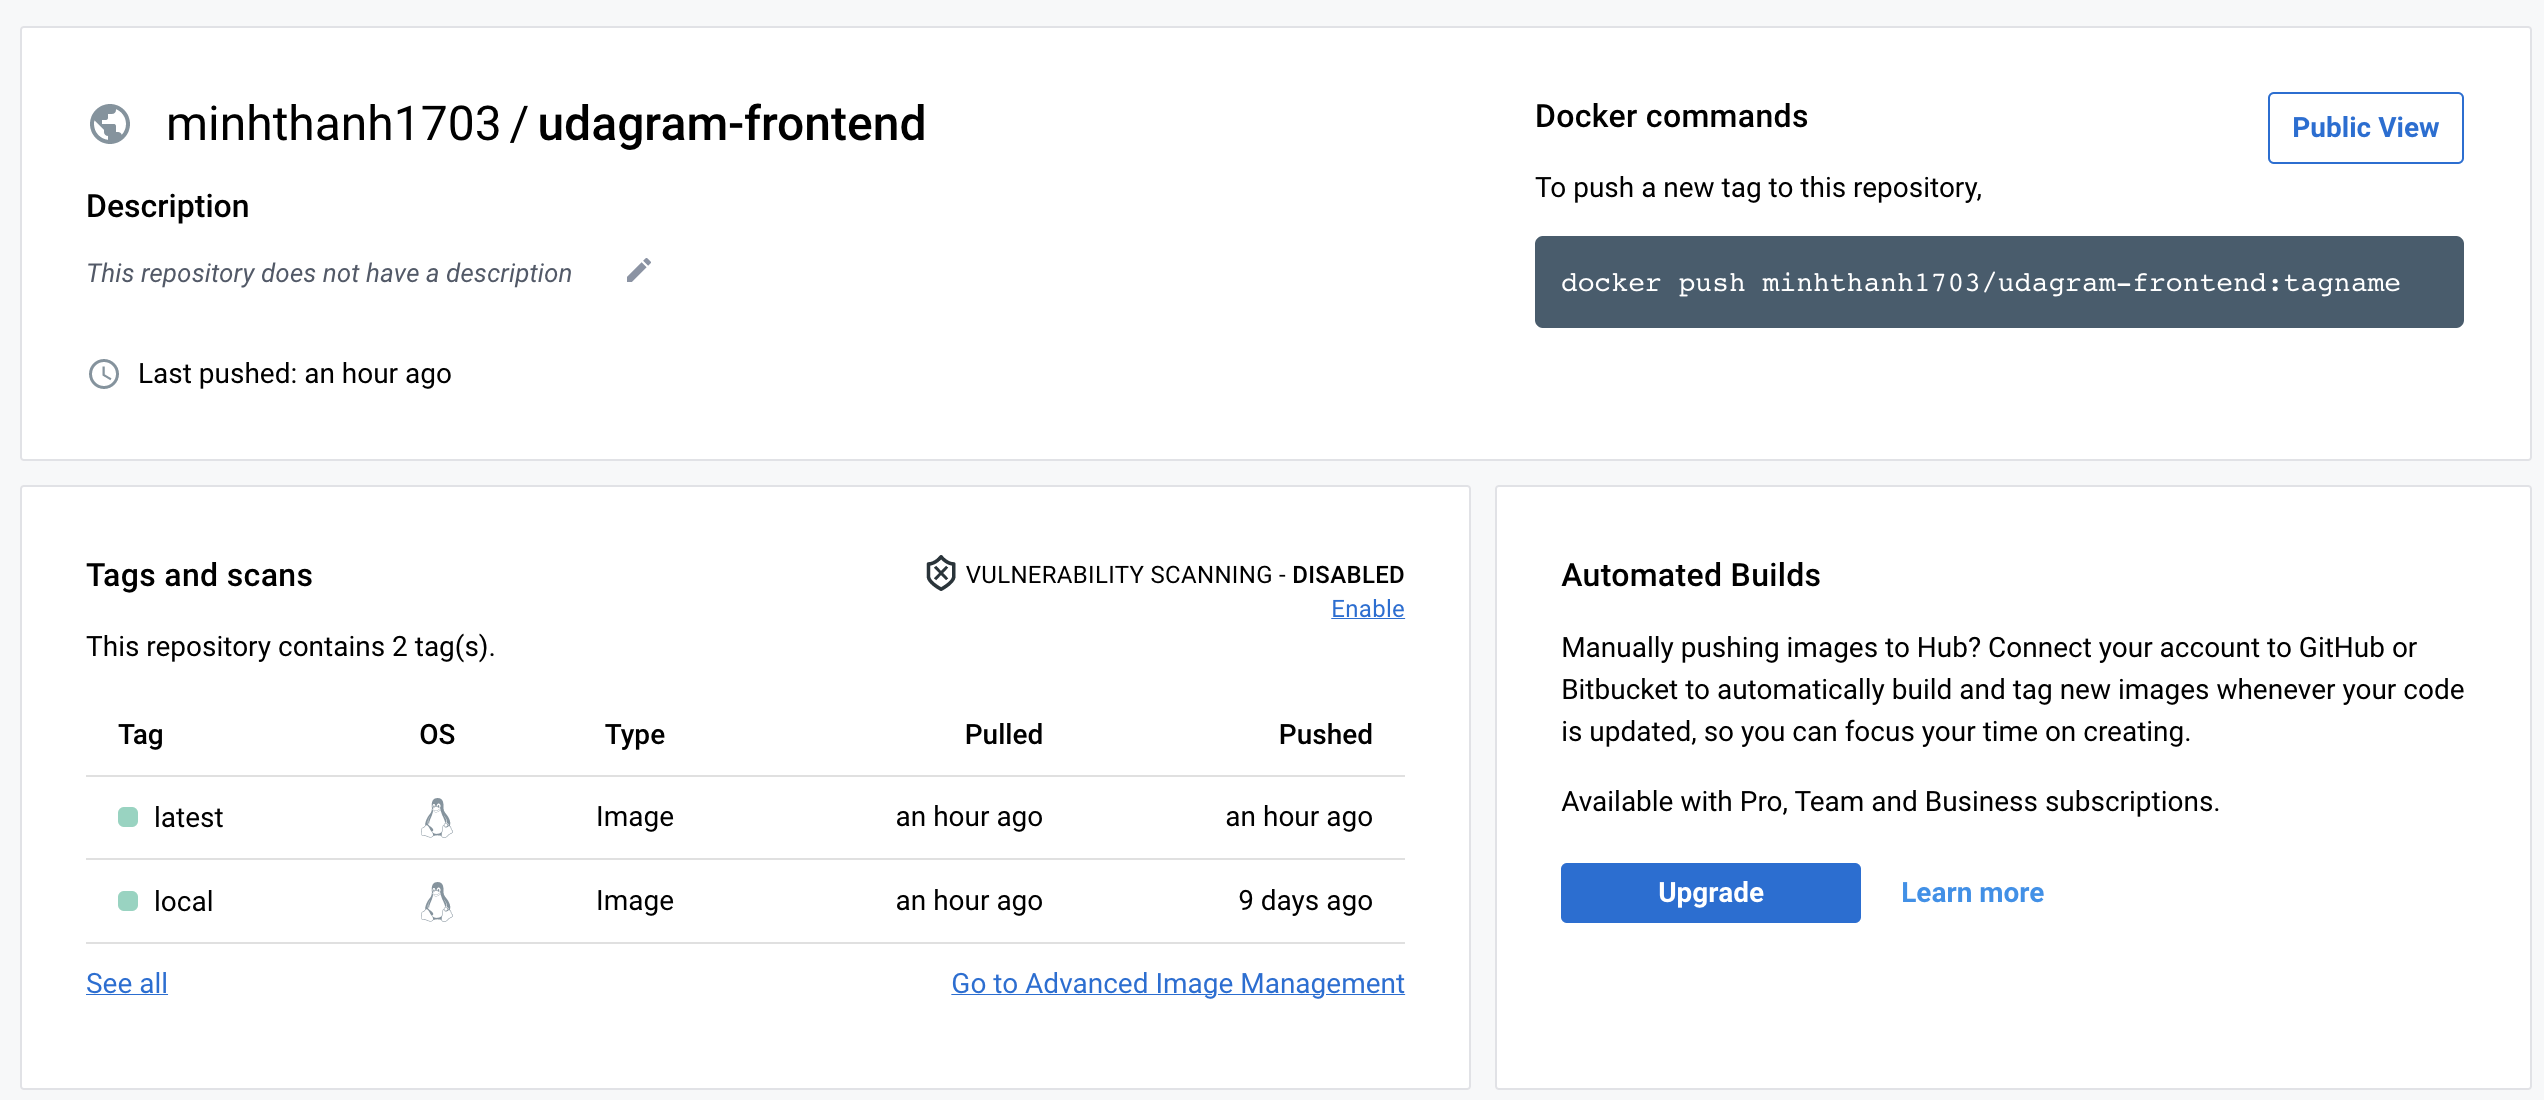 minhthanh1703 / udagram-frontend
Description
This repository does not have a description
Last pushed: an hour ago
Docker commands
Public View
To push a new tag to this repository,
docker push minhthanh1703/udagram-frontend:tagname
Tags and scans
VULNERABILITY SCANNING - DISABLED
Enable
This repository contains 2 tag(s).
Tag OS Type Pulled Pushed
latest Image an hour ago an hour ago
local Image an hour ago 9 days ago
See all Go to Advanced Image Management
Automated Builds
Manually pushing images to Hub? Connect your account to GitHub or
Bitbucket to automatically build and tag new images whenever your code
is updated, so you can focus your time on creating.
Available with Pro, Team and Business subscriptions.
Upgrade Learn more